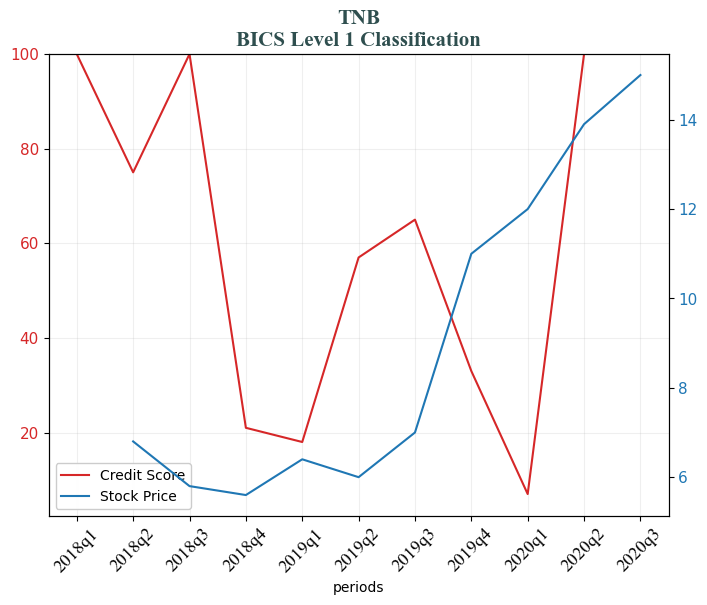 TNB
BICS Level 1 Classification
100
80
60
40
20
14
12
10
8
6
Credit Score
Stock Price
2018q1
2018q2
2018q3
2018q4
2019q1
2019q2
2019q3
2019q4
2020q1
2020q2
2020q3
periods